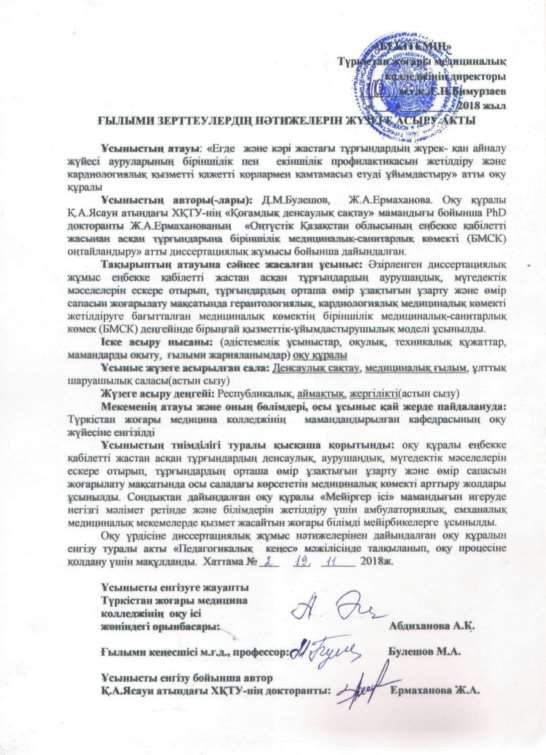 «БЕКІТЕМІН»
Түркістан жоғары медициналық
колледжінің директоры
м.ғ.к. Бимурзаев
2018 жыл
ҒЫЛЫМИ ЗЕРТТЕУЛЕРДІҢ НӘТИЖЕЛЕРІН ЖҮЗЕГЕ АСЫРУ АКТЫ
Ұсыныстың атауы: «Егде және кәрі жастағы тұрғындардың жүрек- қан айналу
жүйесі ауруларының біріншілік пен екіншілік профилактикасын жетілдіру және
кардиологиялық қызметті қажетті қорлармен қамтамасыз етуді ұйымдастыру» атты оқу
құралы
Ұсыныстың авторы(-лары): Д.М.Булешов, Ж.А.Ермаханова. Оқу құралы
Қ.А.Ясауи атындағы ХҚТУ-нің «Қоғамдық денсаулық сақтау» мамандығы бойынша PhD
докторанты Ж.А.Ермаханованың «Оңтүстік Қазақстан облысының еңбекке қабілетті
жасынан асқан тұрғындарына біріншілік медициналық-санитарлық көмекті (БМСК)
оңтайландыру» атты диссертациялық жұмысы бойынша дайындалған.
Тақырыптың атауына сәйкес жасалған ұсыныс: Әзірленген диссертациялық
жұмыс еңбекке қабілетті жастан асқан тұрғындардың аурушандық, мүгедектік
мәселелерін ескере отырып, тұрғындардың орташа өмір ұзақтығын ұзарту және өмір
сапасын жоғарылату мақсатында геронтологиялық, кардиологиялық медициналық көмекті
жетілдіруге бағытталған медициналық көмектің біріншілік медициналық-санитарлық
көмек (БМСК) деңгейінде бірыңғай қызметтік-ұйымдастырушылық моделі ұсынылды.
Іске асыру нысаны: (әдістемелік ұсыныстар, оқулық, техникалық құжаттар,
мамандарды оқыту, ғылыми жарияланымдар) оқу құралы
Ұсыныс жүзеге асырылған сала: Денсаулық сақтау, медициналық ғылым, ұлттық
шаруашылық саласы(астын сызу)
Жүзеге асыру деңгейі: Республикалық, аймақтық, жергілікті(астын сызу)
Мекеменің атауы және оның бөлімдері, осы ұсыныс қай жерде пайдалануда:
Түркістан жоғары медицина колледжінің мамандандырылған кафедрасының оқу
жүйесіне енгізілді
Ұсыныстың тиімділігі туралы қысқаша қорытынды: оқу құралы еңбекке
қабілетті жастан асқан тұрғындардың денсаулық, аурушандық, мүгедектік мәселелерін
ескере отырып, тұрғындардың орташа өмір ұзақтығын ұзарту және өмір сапасын
жоғарылату мақсатында осы саладағы көрсететін медициналық көмекті арттыру жолдары
ұсынылды. Сондықтан дайындалған оқу құралы «Мейіргер ісі» мамандығын игеруде
негізгі мәлімет ретінде және білімдерін жетілдіру үшін амбулаториялық, емханалық
медициналық мекемелерде қызмет жасайтын жоғары білімді мейірбикелерге ұсынылды.
Оқу үрдісіне диссертациялық жұмыс нәтижелерінен дайындалған оқу құралын
енгізу туралы акты «Педагогикалық кеңес» мәжілісінде талқыланып, оқу процесіне
қолдану үшін мақұлданды. Хаттама № 2 19. 11 2018ж.
Ұсынысты енгізуге жауапты
Түркістан жоғары медицина
колледжінің оқу ісі
жөніндегі орынбасары: Абдиханова А.Қ.
Ғылыми кеңесшісі м.ғ.д., профессор: Булешов М.А.
Ұсынысты енгізу бойынша автор
Қ.А.Ясауи атындағы ХҚТУ-нің докторанты: Ермаханова Ж.А.